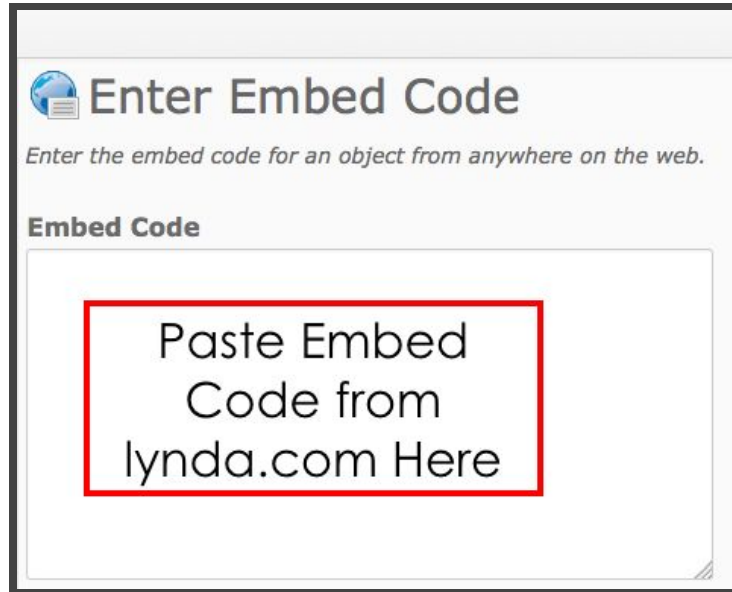 Enter Embed Code
Enter the embed code for an object from anywhere on the web.
Embed Code
Paste Embed
Code from
lynda.com Here